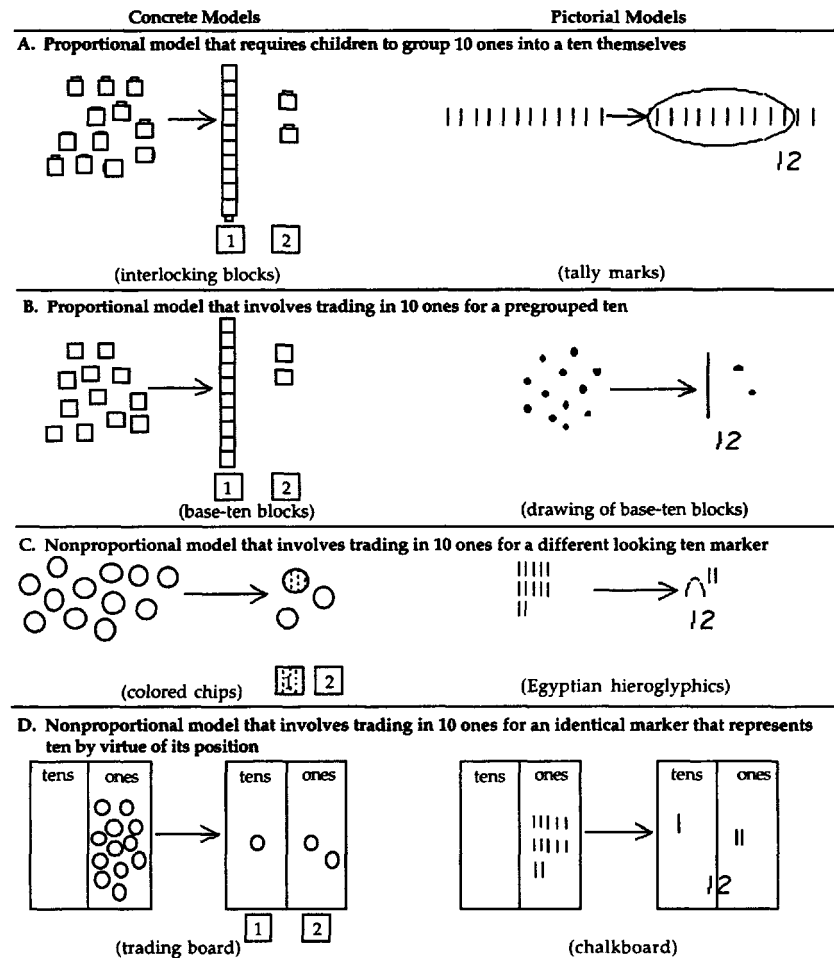 Concrete Models Pictorial Models
A. Proportional model that requires children to group 10 ones into a ten themselves
12
1 2
(interlocking blocks) (tally marks)
B. Proportional model that involves trading in 10 ones for a pregrouped ten
12
1 2
(base-ten blocks) (drawing of base-ten blocks)
C. Nonproportional model that involves trading in 10 ones for a different looking ten marker
12
(colored chips) 1 2 (Egyptian hieroglyphics)
D. Nonproportional model that involves trading in 10 ones for an identical marker that represents
ten by virtue of its position
tens ones tens ones tens ones tens ones
12
1 2
(trading board) (chalkboard)